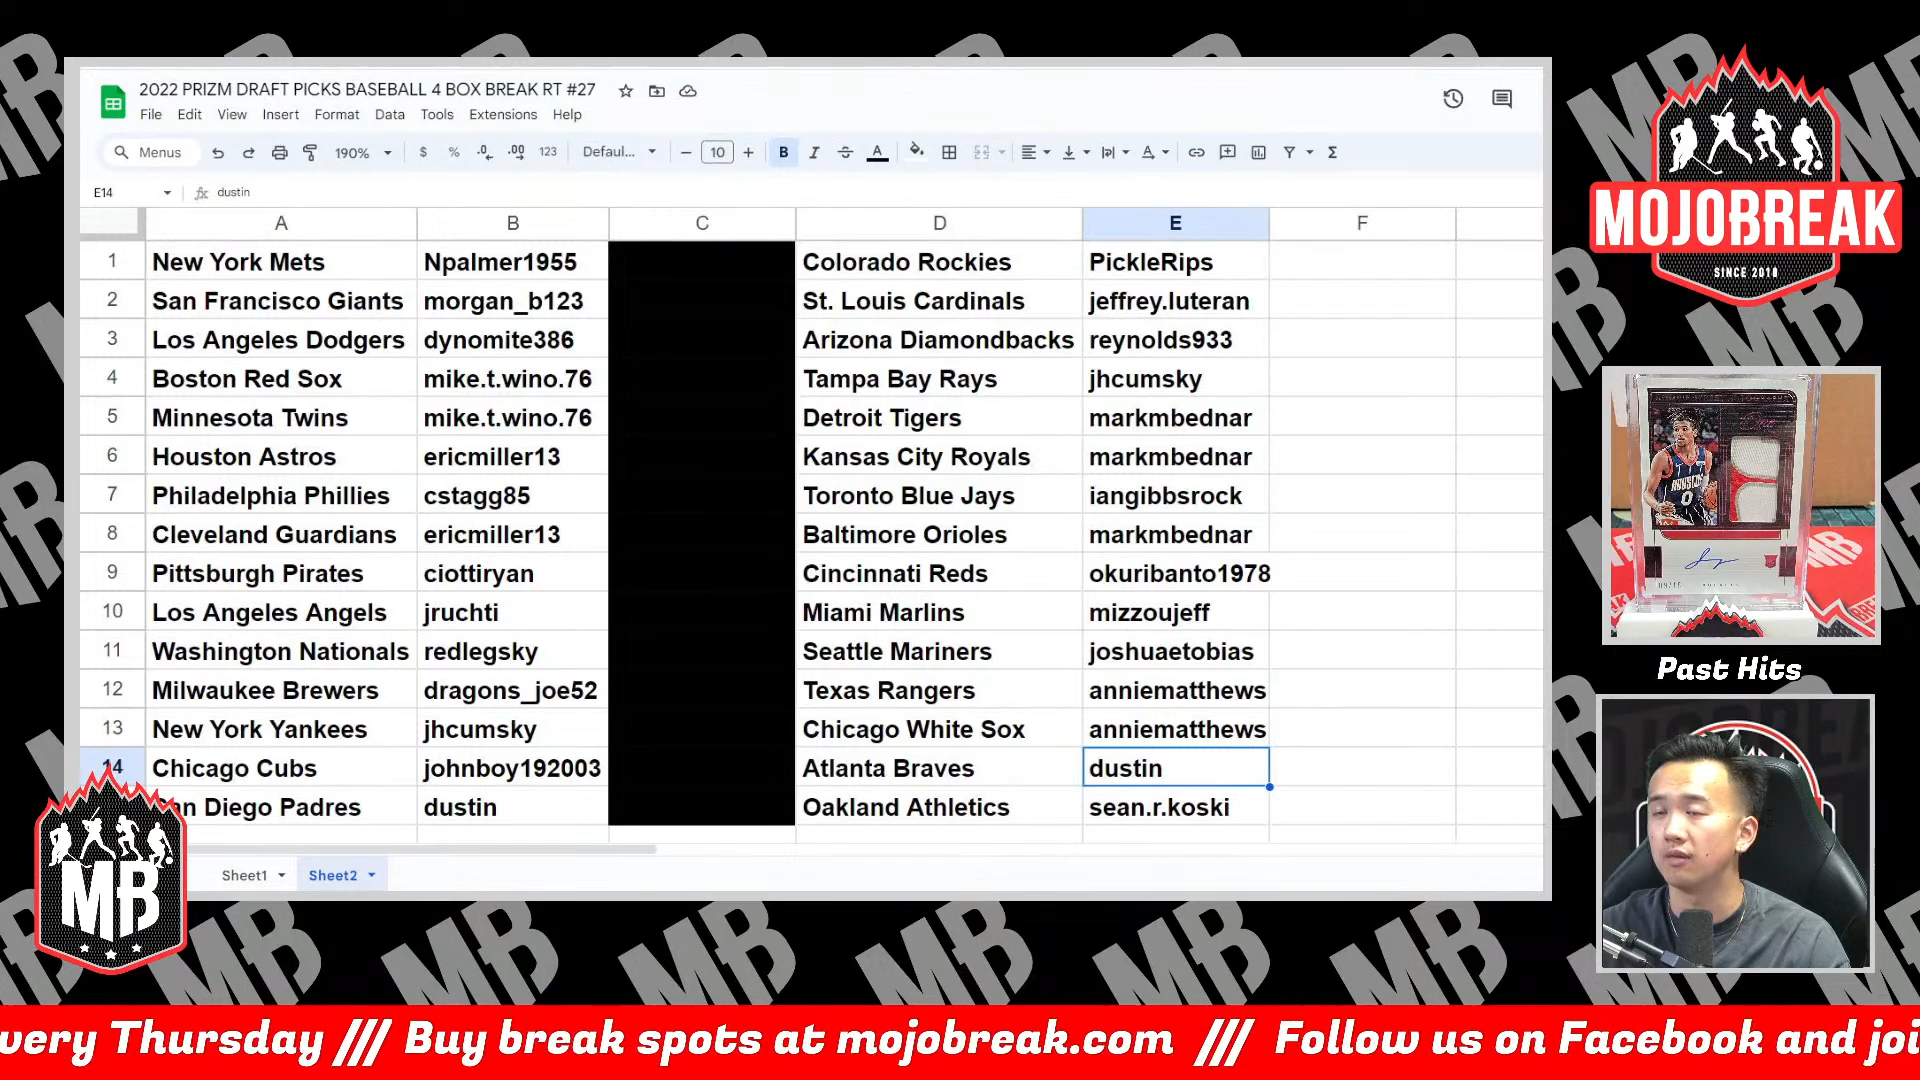 2022 PRIZM DRAFT PICKS BASEBALL 4 BOX BREAK RT #27
File Edit View Insert Format Data Tools Extensions Help
Menus 190% $ % .0 .00 123 Defaul... 10 B I A
E14 fx dustin
A B C D E F
1 New York Mets Npalmer1955 Colorado Rockies PickleRips
2 San Francisco Giants morgan_b123 St. Louis Cardinals jeffrey.luteran
3 Los Angeles Dodgers dynomite386 Arizona Diamondbacks reynolds933
4 Boston Red Sox mike.t.wino.76 Tampa Bay Rays jhcumsky
5 Minnesota Twins mike.t.wino.76 Detroit Tigers markmbednar
6 Houston Astros ericmiller13 Kansas City Royals markmbednar
7 Philadelphia Phillies cstagg85 Toronto Blue Jays iangibbsrock
8 Cleveland Guardians ericmiller13 Baltimore Orioles markmbednar
9 Pittsburgh Pirates ciottiryan Cincinnati Reds okuribanto1978
10 Los Angeles Angels jruchti Miami Marlins mizzoujeff
11 Washington Nationals redlegsky Seattle Mariners joshuaetobias
12 Milwaukee Brewers dragons_joe52 Texas Rangers anniematthews
13 New York Yankees jhcumsky Chicago White Sox anniematthews
14 Chicago Cubs johnboy192003 Atlanta Braves dustin
an Diego Padres dustin Oakland Athletics sean.r.koski
Sheet1 Sheet2
MB
MOJOBREAK
SINCE 2010
HOUSTON
0
Past Hits
very Thursday /// Buy break spots at mojobreak.com /// Follow us on Facebook and joi